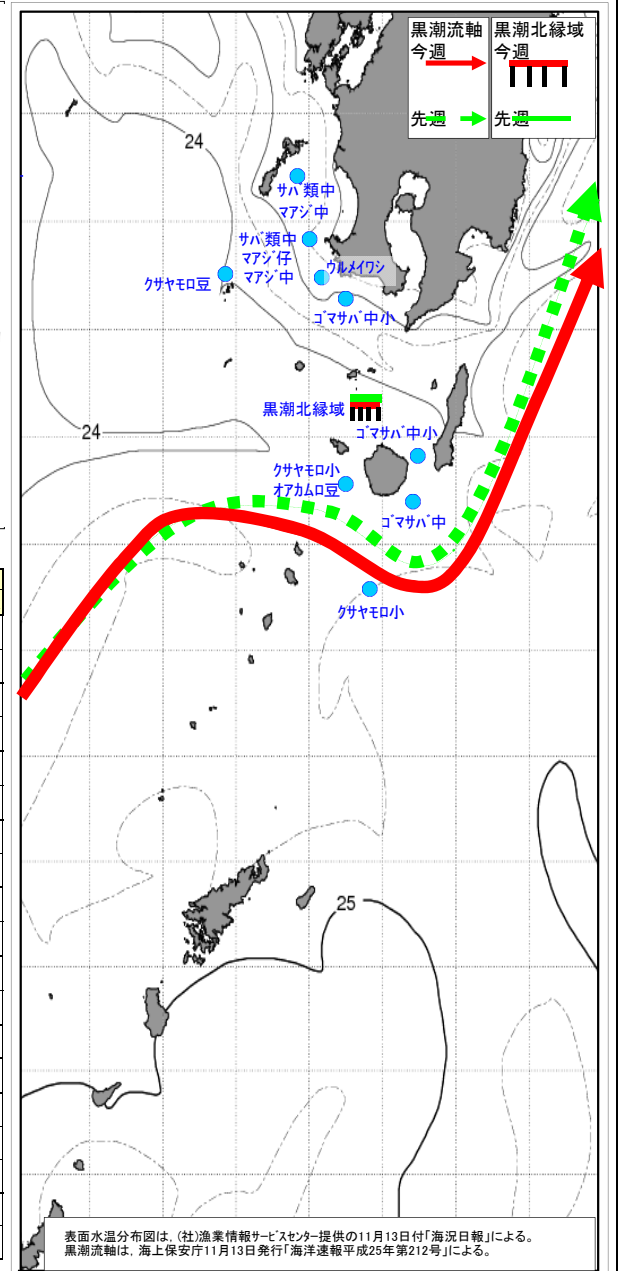 黒潮流軸
今週
先週
黒潮北縁域
今週
先週
24
サバ類中
マアジ中
サバ類中
マアジ仔
マアジ中
ウルメイワシ
クサヤモロ豆
ゴマサバ中小
黒潮北縁域
24
ゴマサバ中小
クサヤモロ小
オアカムロ豆
ゴマサバ中
クサヤモロ小
25
表面水温分布図は，(社)漁業情報サービスセンター提供の11月13日付「海況日報」による。
黒潮流軸は，海上保安庁11月13日発行「海洋速報平成25年第212号」による。